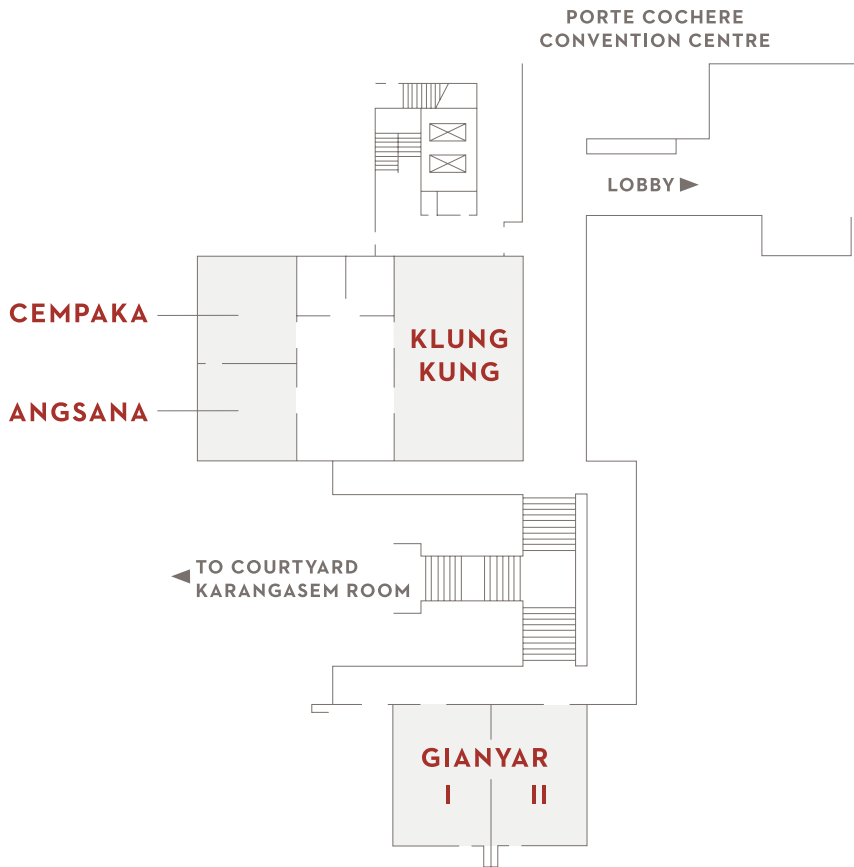 PORTE COCHERE
CONVENTION CENTRE
LOBBY
CEMPAKA
KLUNG
KUNG
ANGSANA
TO COURTYARD
KARANGASEM ROOM
GIANYAR
I II